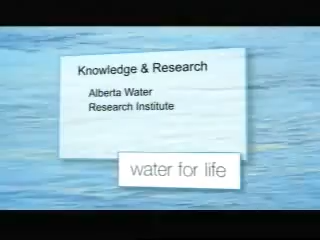 Knowledge & Research
Alberta Water
Research Institute
water for life